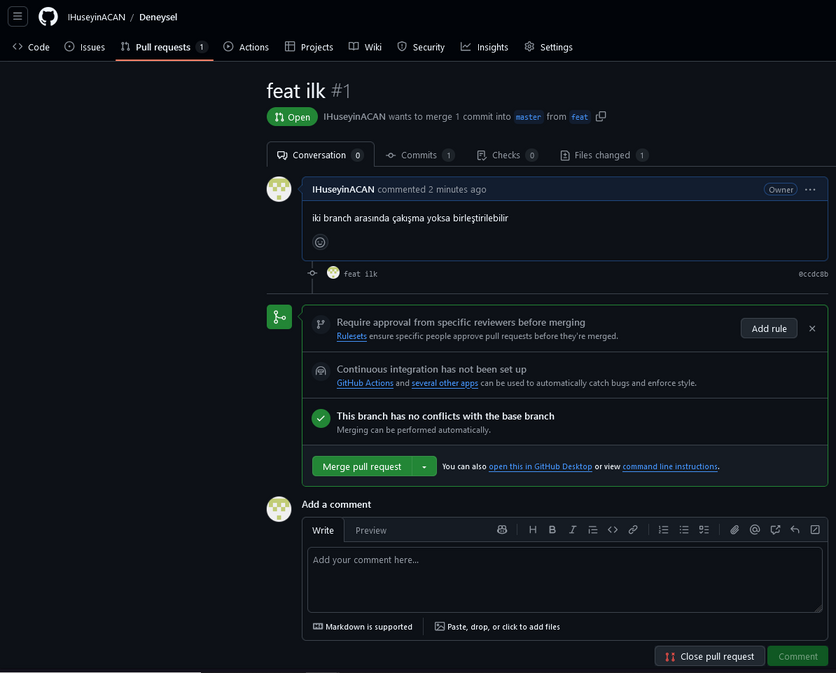 IHuseyinACAN / Deneysel
Code Issues Pull requests 1 Actions Projects Wiki Security Insights Settings
feat ilk #1
Open IHuseyinACAN wants to merge 1 commit into master from feat
Conversation 0 Commits 1 Checks 0 Files changed 1
IHuseyinACAN commented 2 minutes ago Owner
iki branch arasında çakışma yoksa birleştirilebilir
feat ilk 0ccdc8b
Require approval from specific reviewers before merging
Rulesets ensure specific people approve pull requests before they're merged.
Add rule
Continuous integration has not been set up
GitHub Actions and several other apps can be used to automatically catch bugs and enforce style.
This branch has no conflicts with the base branch
Merging can be performed automatically.
Merge pull request You can also open this in GitHub Desktop or view command line instructions.
Add a comment
Write Preview
Add your comment here...
Markdown is supported Paste, drop, or click to add files
Close pull request Comment